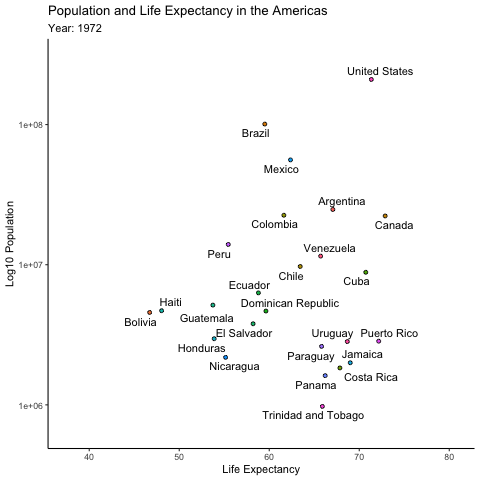 Population and Life Expectancy in the Americas
Year: 1972
United States
1e+08
Brazil
Mexico
Argentina
Colombia
Canada
Log10 Population
Venezuela
Peru
1e+07
Chile
Cuba
Ecuador
Haiti
Dominican Republic
Guatemala
Bolivia
El Salvador
Uruguay
Puerto Rico
Honduras
Paraguay
Jamaica
Nicaragua
Costa Rica
Panama
1e+06
Trinidad and Tobago
40
50
60
70
80
Life Expectancy